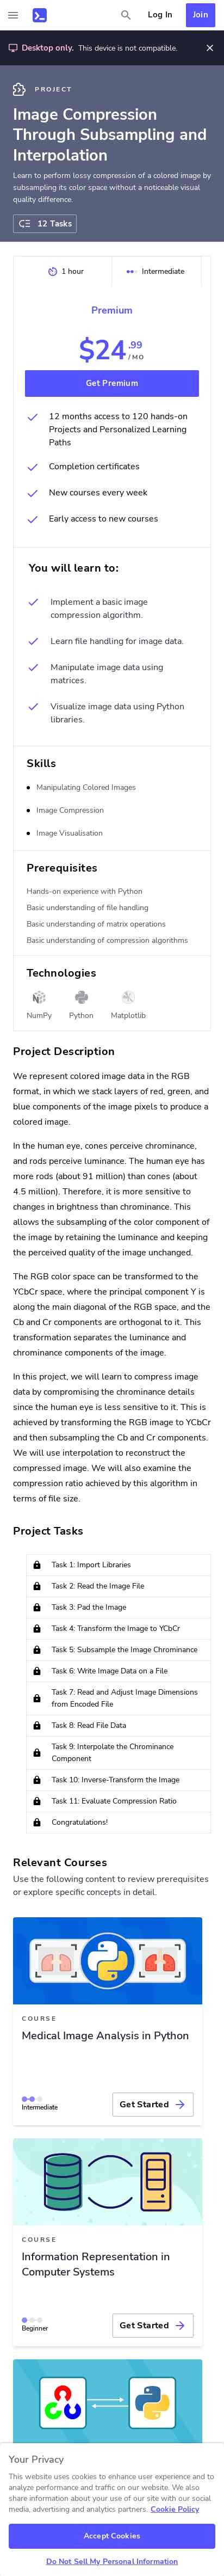 Log In
Join
Desktop only. This device is not compatible.
PROJECT
Image Compression
Through Subsampling and
Interpolation
Learn to perform lossy compression of a colored image by
subsampling its color space without a noticeable visual
quality difference.
12 Tasks
1 hour
Intermediate
Premium
$24 .99
/ MO
Get Premium
12 months access to 120 hands-on
Projects and Personalized Learning
Paths
Completion certificates
New courses every week
Early access to new courses
You will learn to:
Implement a basic image
compression algorithm.
Learn file handling for image data.
Manipulate image data using
matrices.
Visualize image data using Python
libraries.
Skills
Manipulating Colored Images
Image Compression
Image Visualisation
Prerequisites
Hands-on experience with Python
Basic understanding of file handling
Basic understanding of matrix operations
Basic understanding of compression algorithms
Technologies
NumPy
Python
Matplotlib
Project Description
We represent colored image data in the RGB
format, in which we stack layers of red, green, and
blue components of the image pixels to produce a
colored image.
In the human eye, cones perceive chrominance,
and rods perceive luminance. The human eye has
more rods (about 91 million) than cones (about
4.5 million). Therefore, it is more sensitive to
changes in brightness than chrominance. This
allows the subsampling of the color component of
the image by retaining the luminance and keeping
the perceived quality of the image unchanged.
The RGB color space can be transformed to the
YCbCr space, where the principal component Y is
along the main diagonal of the RGB space, and the
Cb and Cr components are orthogonal to it. This
transformation separates the luminance and
chrominance components of the image.
In this project, we will learn to compress image
data by compromising the chrominance details
since the human eye is less sensitive to it. This is
achieved by transforming the RGB image to YCbCr
and then subsampling the Cb and Cr components.
We will use interpolation to reconstruct the
compressed image. We will also examine the
compression ratio achieved by this algorithm in
terms of file size.
Project Tasks
Task 1: Import Libraries
Task 2: Read the Image File
Task 3: Pad the Image
Task 4: Transform the Image to YCbCr
Task 5: Subsample the Image Chrominance
Task 6: Write Image Data on a File
Task 7: Read and Adjust Image Dimensions
from Encoded File
Task 8: Read File Data
Task 9: Interpolate the Chrominance
Component
Task 10: Inverse-Transform the Image
Task 11: Evaluate Compression Ratio
Congratulations!
Relevant Courses
Use the following content to review prerequisites
or explore specific concepts in detail.
COURSE
Medical Image Analysis in Python
Intermediate
Get Started
COURSE
Information Representation in
Computer Systems
Beginner
Get Started
Your Privacy
This website uses cookies to enhance user experience and to
analyze performance and traffic on our website. We also
share information about your use of our site with our social
media, advertising and analytics partners. Cookie Policy
Accept Cookies
Do Not Sell My Personal Information